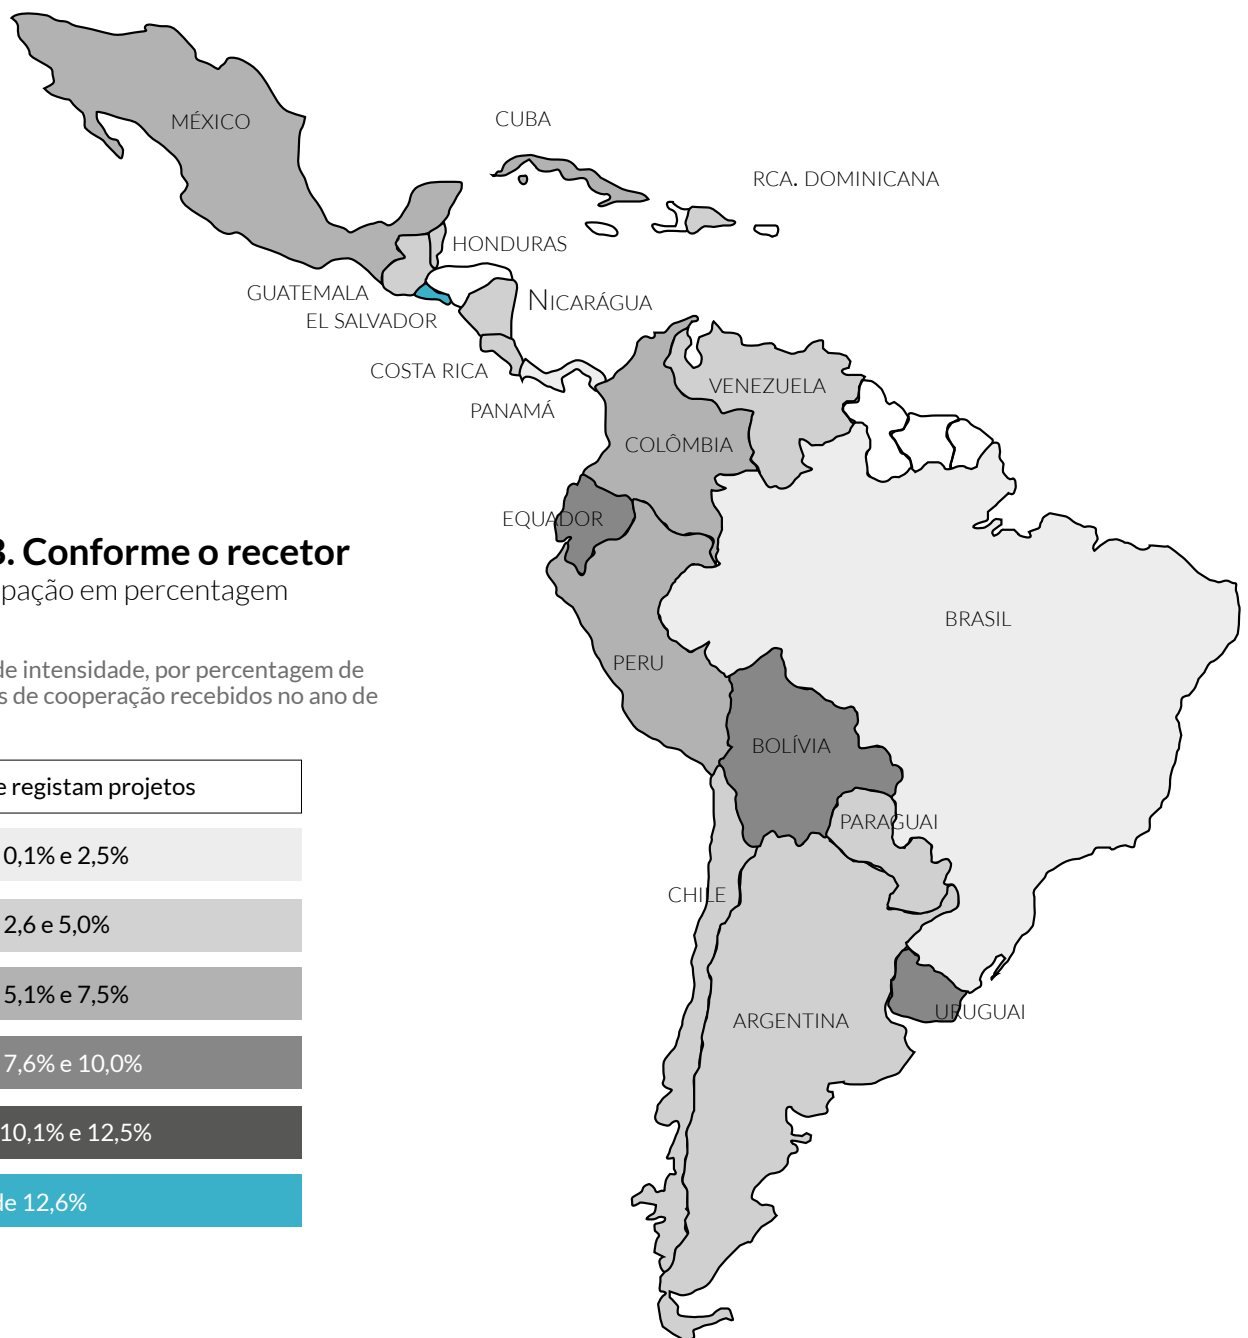 MÉXICO
CUBA
RCA. DOMINICANA
HONDURAS
GUATEMALA
NICARÁGUA
EL SALVADOR
COSTA RICA
PANAMÁ
VENEZUELA
COLÔMBIA
EQUADOR
BRASIL
PERU
BOLÍVIA
PARAGUAI
CHILE
ARGENTINA
URUGUAI
3. Conforme o recetor
pação em percentagem
de intensidade, por percentagem de
s de cooperação recebidos no ano de
e registam projetos
0,1% e 2,5%
2,6 e 5,0%
5,1% e 7,5%
7,6% e 10,0%
10,1% e 12,5%
de 12,6%